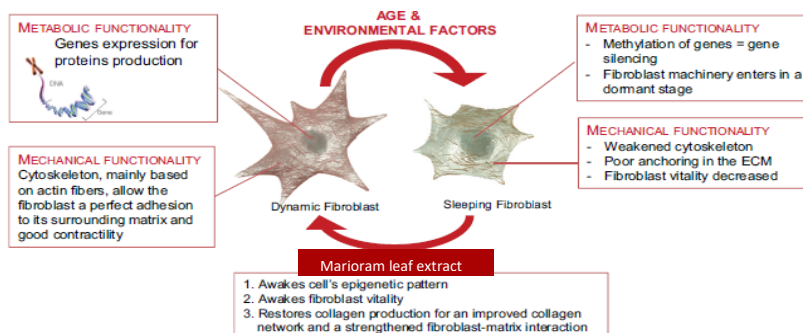 AGE &
ENVIRONMENTAL FACTORS
METABOLIC FUNCTIONALITY
Genes expression for
proteins production
DNA
Gene
MECHANICAL FUNCTIONALITY
Cytoskeleton, mainly based
on actin fibers, allow the
fibroblast a perfect adhesion
to its surrounding matrix and
good contractility
Dynamic Fibroblast
Sleeping Fibroblast
METABOLIC FUNCTIONALITY
- Methylation of genes = gene
silencing
- Fibroblast machinery enters in a
dormant stage
MECHANICAL FUNCTIONALITY
- Weakened cytoskeleton
- Poor anchoring in the ECM
- Fibroblast vitality decreased
Marioram leaf extract
1. Awakes cell's epigenetic pattern
2. Awakes fibroblast vitality
3. Restores collagen production for an improved collagen
network and a strengthened fibroblast-matrix interaction